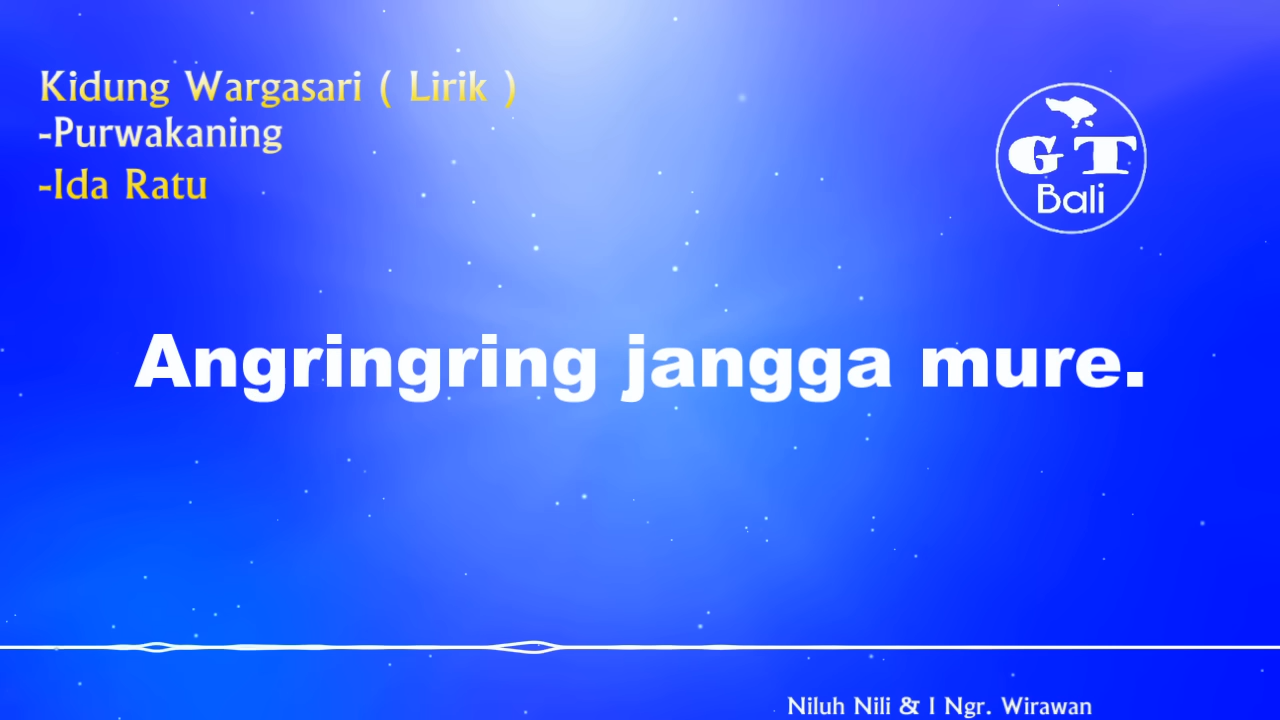 Kidung Wargasari ( Lirik )
-Purwakaning
-Ida Ratu
GT
Bali
Angringring jangga mure.
Niluh Nili & I Ngr. Wirawan